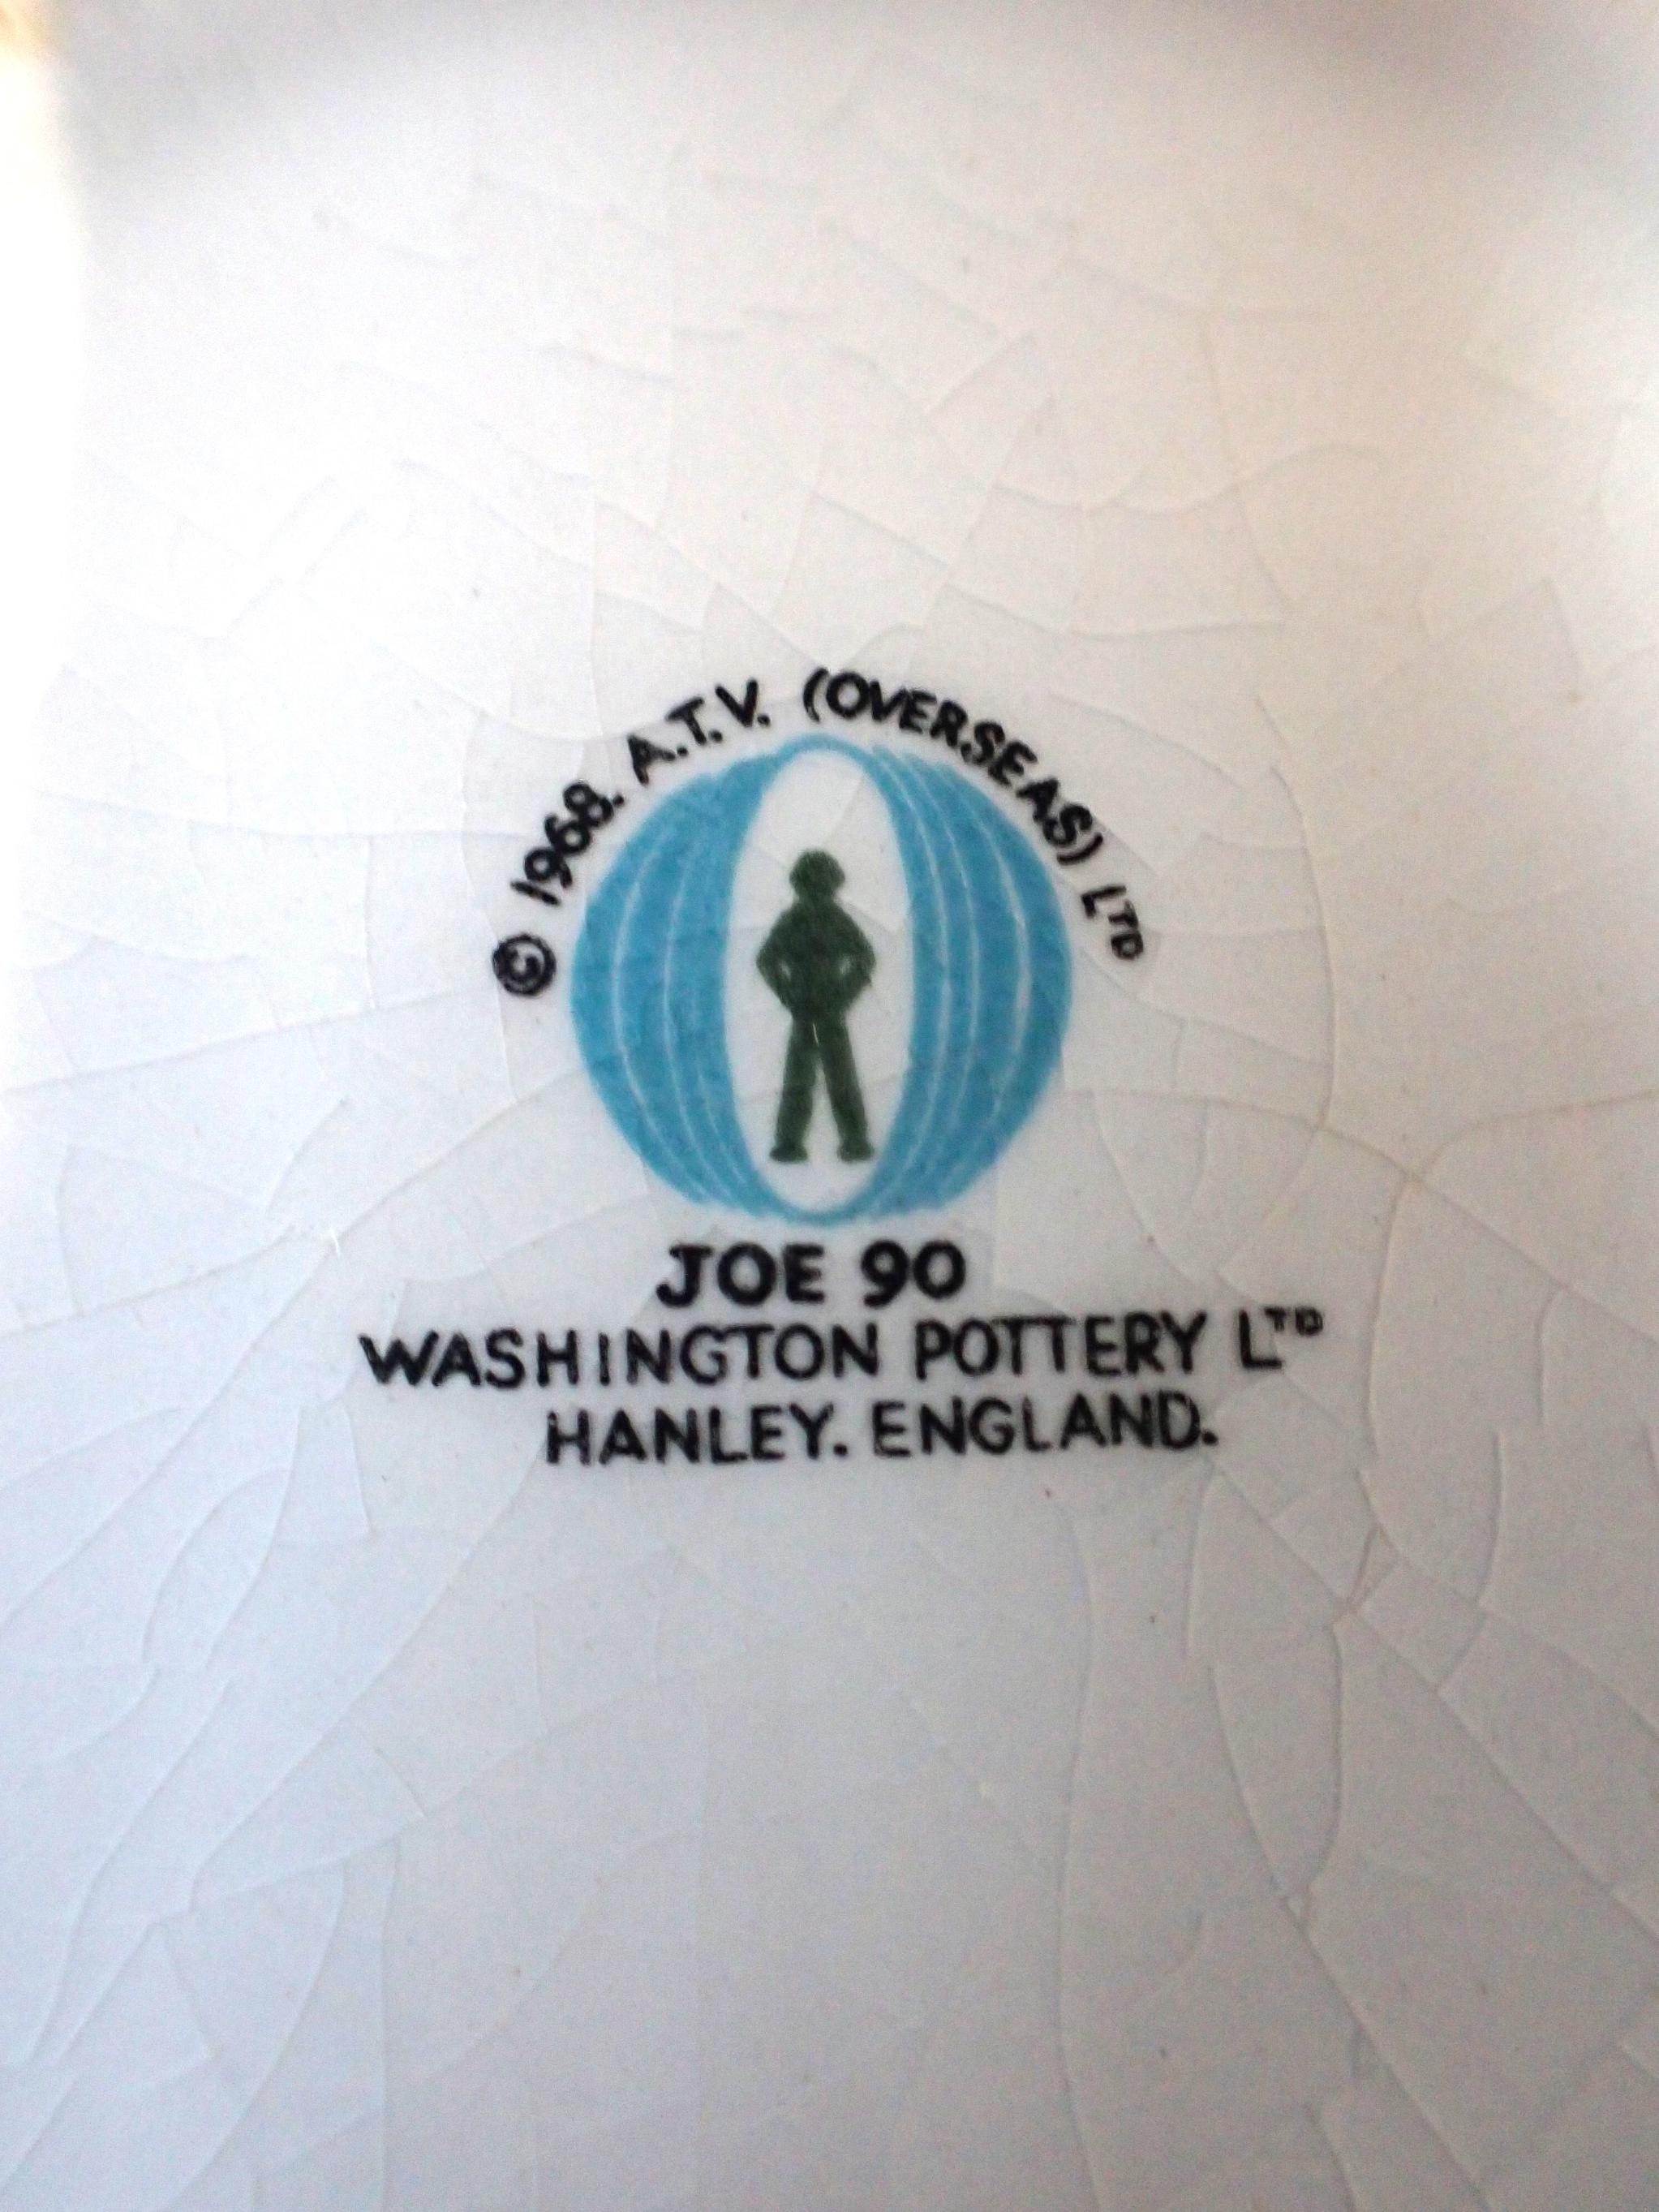 © 1968. A.T.V. (OVERSEAS) LTD
JOE 90
WASHINGTON POTTERY LTD
HANLEY. ENGLAND.